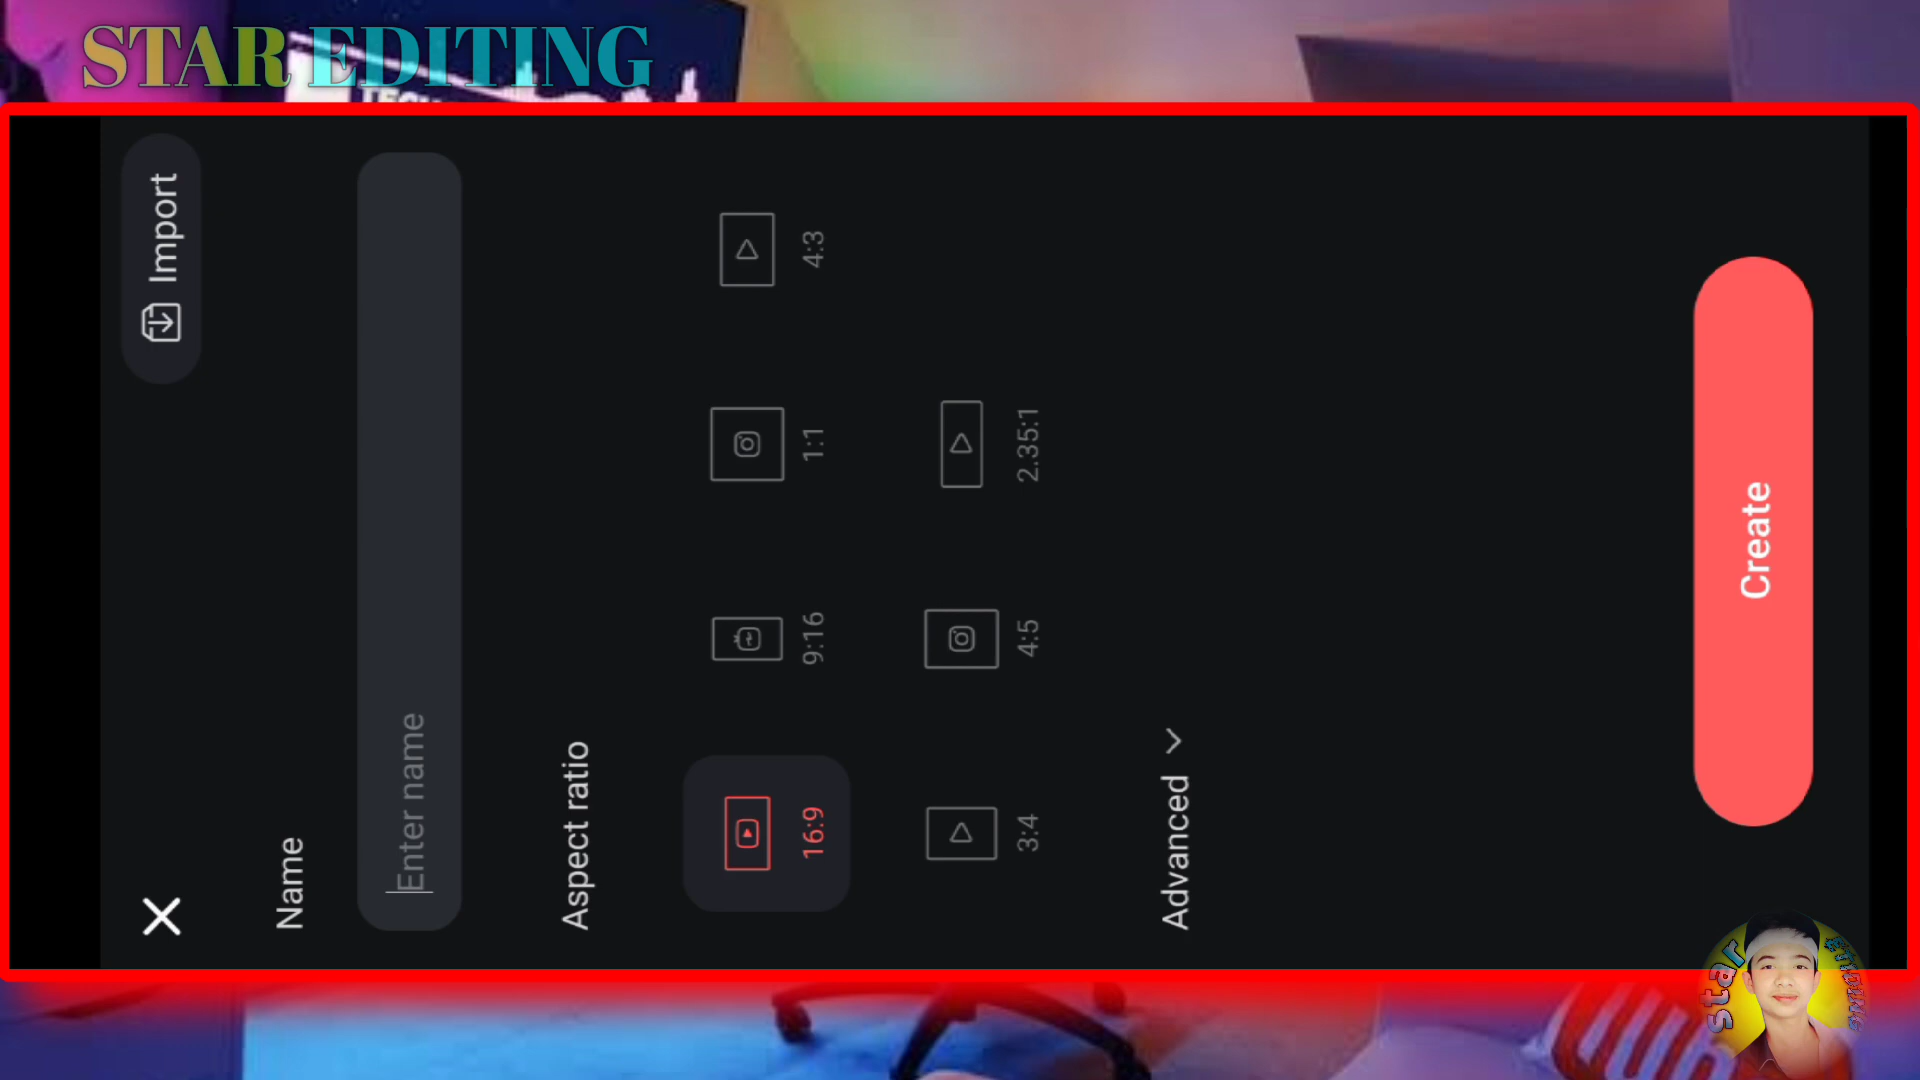 STAR EDITING
TECH
Import
Name
Enter name
Aspect ratio
16:9
9:16
1:1
4:3
3:4
4:5
2.35:1
Advanced
Create
star